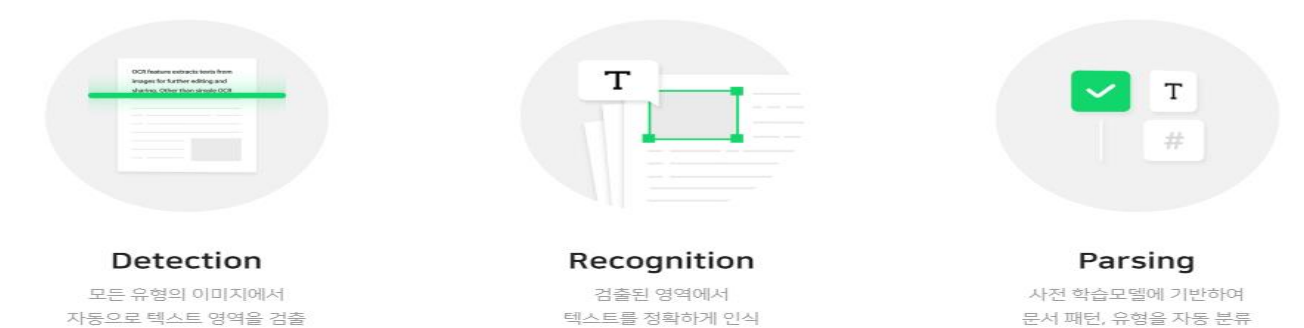 OCR feature extracts texts from
images for further editing and
sharing. Other than simple OCR
T
T
#
Detection
모든 유형의 이미지에서
자동으로 텍스트 영역을 검출
Recognition
검출된 영역에서
텍스트를 정확하게 인식
Parsing
사전 학습모델에 기반하여
문서 패턴, 유형을 자동 분류